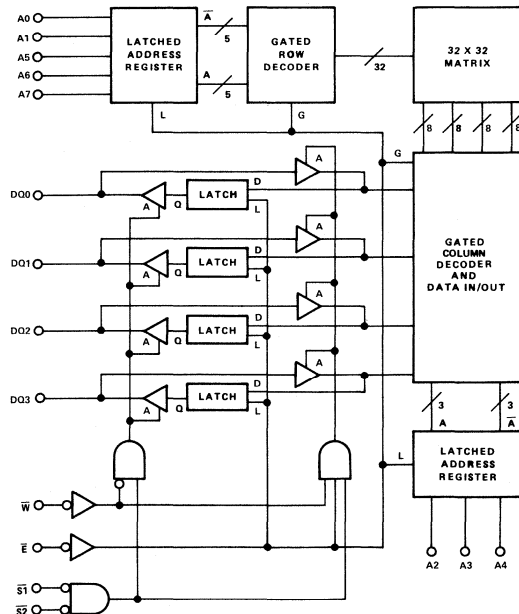 A0
A1
A5
A6
A7
LATCHED
ADDRESS
REGISTER
A̅
5
A
5
L
GATED
ROW
DECODER
G
32
32 X 32
MATRIX
8
8
8
8
G
GATED
COLUMN
DECODER
AND
DATA IN/OUT
DQ0
A
Q
LATCH
D
L
A
DQ1
A
Q
LATCH
D
L
A
DQ2
A
Q
LATCH
D
L
A
DQ3
A
Q
LATCH
D
L
A
3
A
3
A̅
L
LATCHED
ADDRESS
REGISTER
A2
A3
A4
W̅
E̅
S1̅
S2̅